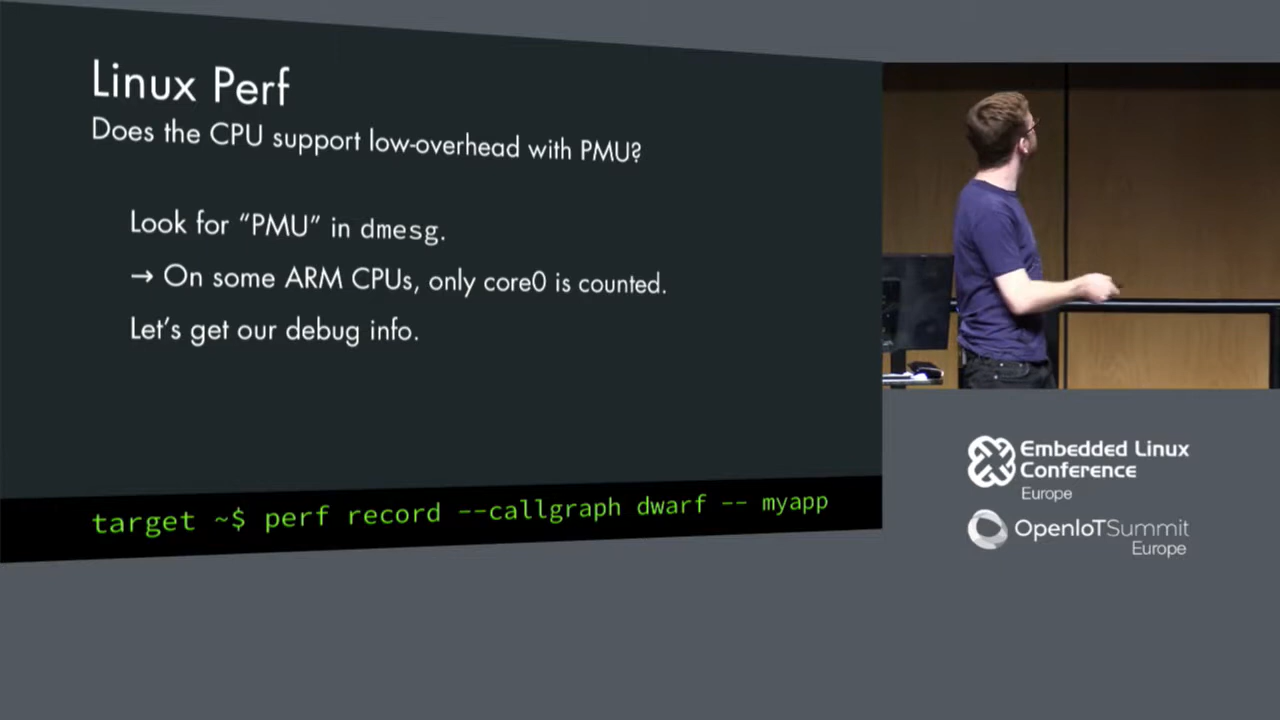 Linux Perf
Does the CPU support low-overhead with PMU?
Look for “PMU” in dmesg.
→ On some ARM CPUs, only core0 is counted.
Let’s get our debug info.
target ~$ perf record --callgraph dwarf -- myapp
Embedded Linux
Conference
Europe
OpenIoTSummit
Europe